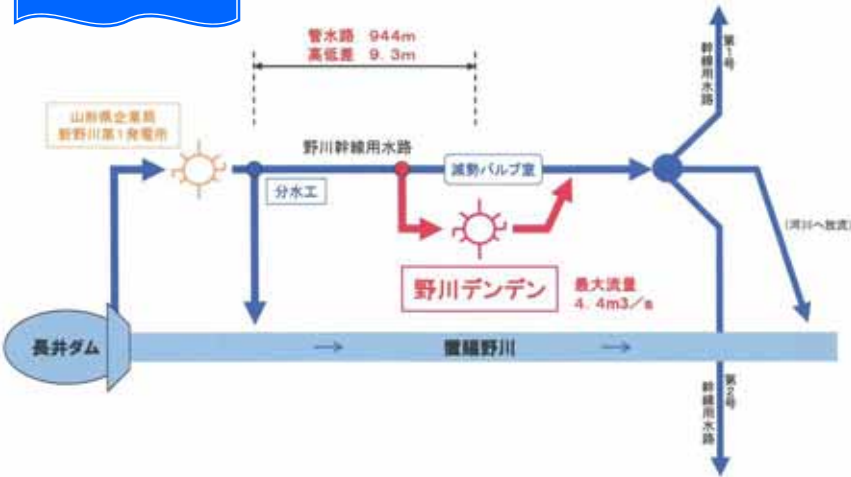 管水路 944m
高低差 9.3m
山形県企業局
新野川第1発電所
野川幹線用水路
分水工
減勢バルブ室
第1号
幹線用水路
(河川へ放流)
野川デンデン
最大流量
4.4m3/s
長井ダム
→ 置賜野川 →
第2号
幹線用水路